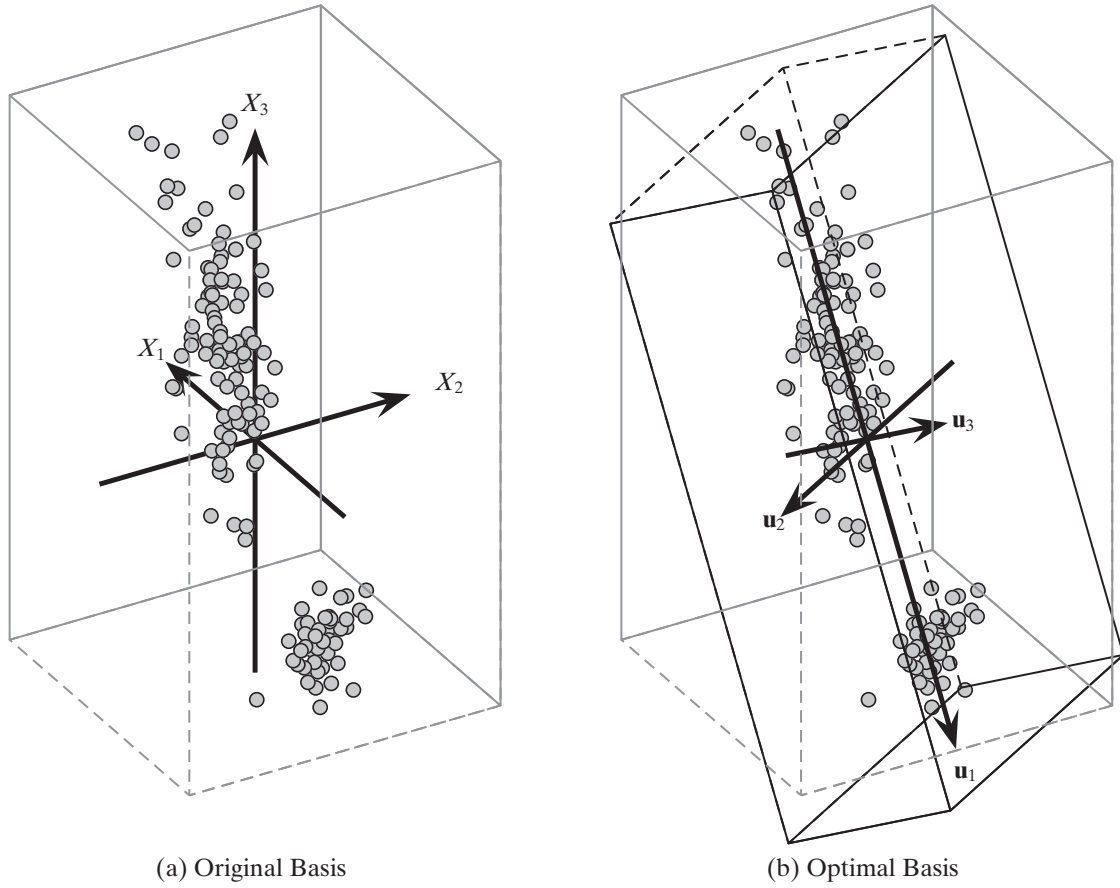 X3
X1
X2
u3
u2
u1
(a) Original Basis
(b) Optimal Basis